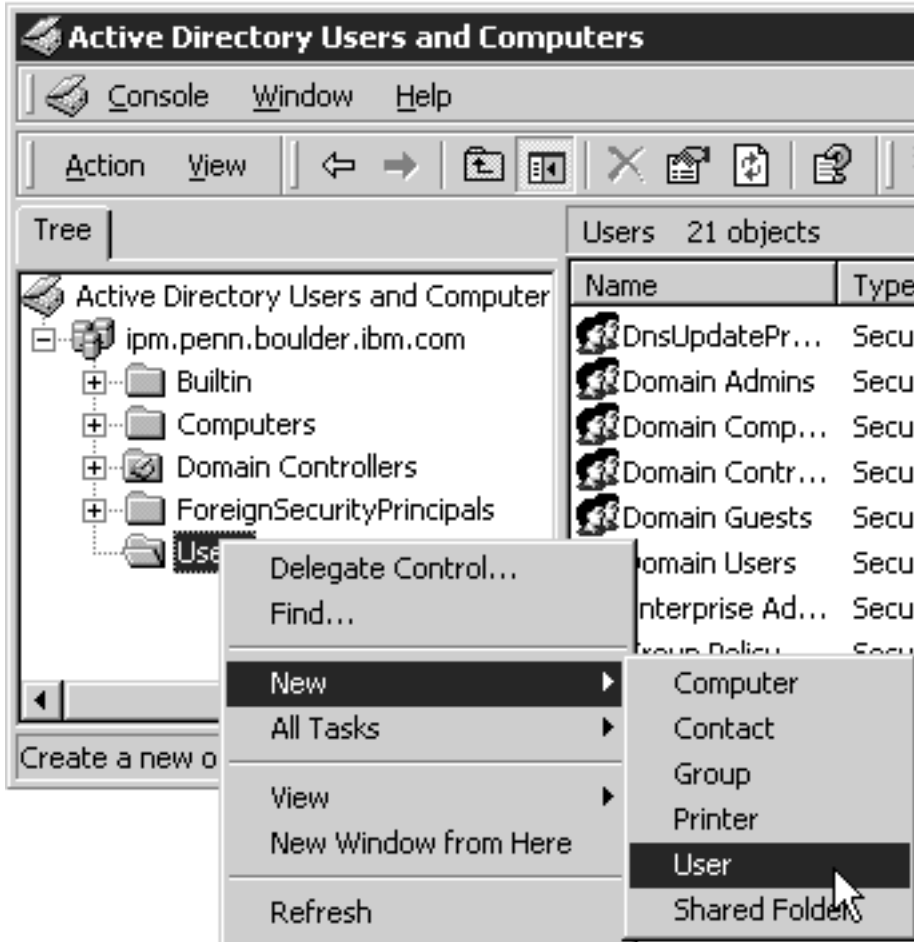 Active Directory Users and Computers
Console Window Help
Action View
Tree
Users 21 objects
Name Type
Active Directory Users and Computer
ipm.penn.boulder.ibm.com
Builtin
Computers
Domain Controllers
ForeignSecurityPrincipals
Use
DnsUpdatePr... Secu
Domain Admins Secu
Domain Comp... Secu
Domain Contr... Secu
Domain Guests Secu
omain Users Secu
nterprise Ad... Secu
Delegate Control...
Find...
New
All Tasks
View
New Window from Here
Refresh
Computer
Contact
Group
Printer
User
Shared Folder
Create a new o